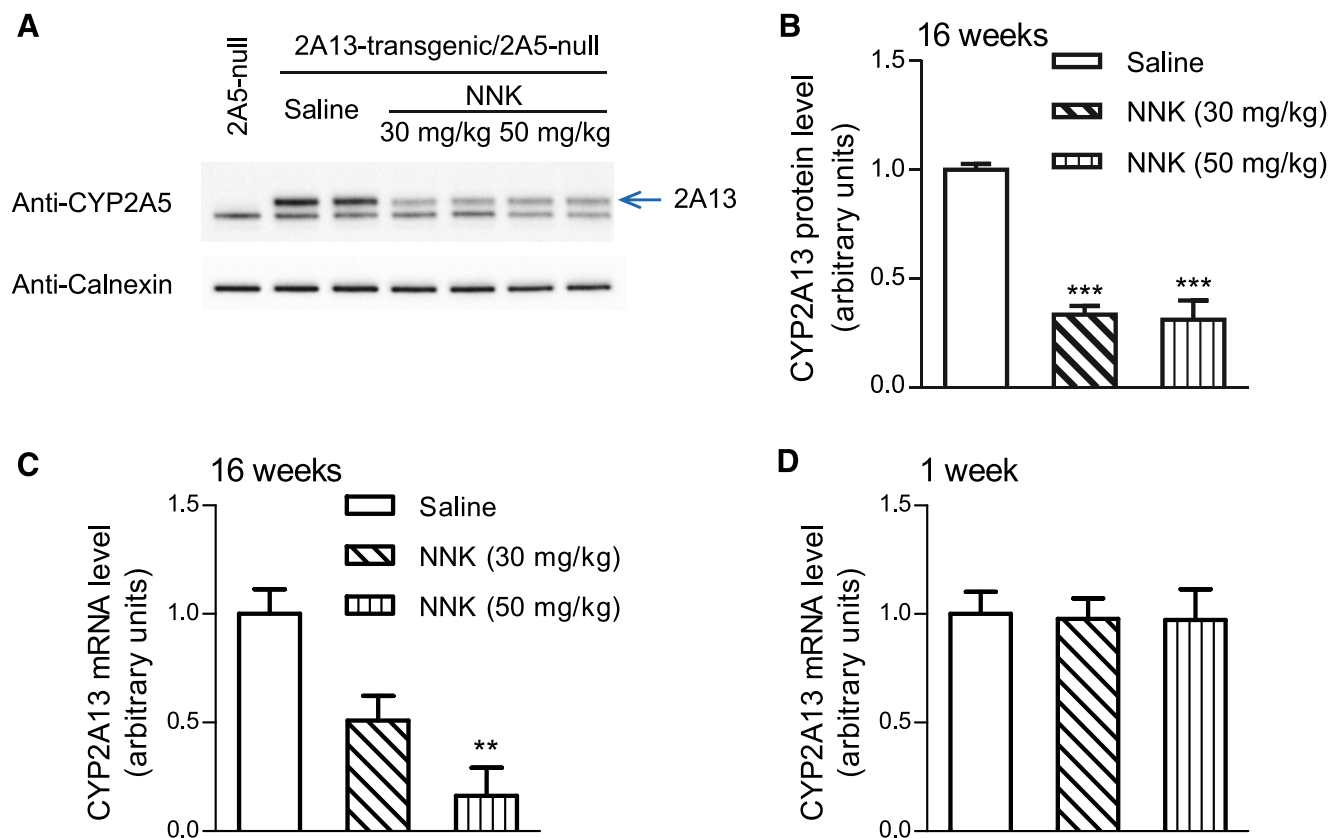 A
2A5-null
2A13-transgenic/2A5-null
Saline
NNK
30 mg/kg 50 mg/kg
Anti-CYP2A5
2A13
Anti-Calnexin
B
16 weeks
CYP2A13 protein level
(arbitrary units)
1.5
1.0
0.5
0.0
Saline
NNK (30 mg/kg)
NNK (50 mg/kg)
***
***
C
16 weeks
CYP2A13 mRNA level
(arbitrary units)
1.5
1.0
0.5
0.0
Saline
NNK (30 mg/kg)
NNK (50 mg/kg)
**
D
1 week
CYP2A13 mRNA level
(arbitrary units)
1.5
1.0
0.5
0.0